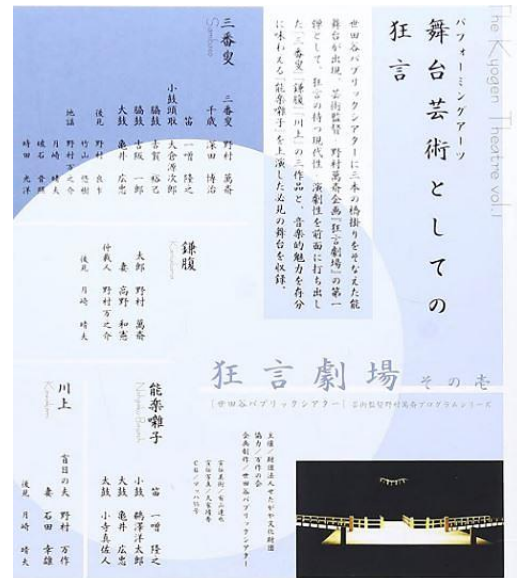 The Kyogen Theatre vol.1
パフォーミングアーツ
舞台芸術としての
狂言
世田谷パブリックシアターに三本の橋掛りをそなえた能
舞台が出現。芸術監督・野村萬斎企画『狂言劇場』の第一
弾として、狂言の持つ現代性・演劇性を前面に打ち出し
た「三番叟」「鎌腹」「川上」の三作品と、音楽的魅力を存分
に味わえる「能楽囃子」を上演した必見の舞台を収録。
三番叟
Sambaso
三番叟 野村 萬斎
千歳 深田 博治
笛 一噌 隆之
小鼓頭取 大倉源次郎
脇鼓 古賀 裕己
脇鼓 古阪 一郎
大鼓 亀井 広忠
後見 野村 良乍
竹山 悠樹
地謡 野村万之介
月崎 晴夫
時田 光洋
鎌腹
Kamabara
太郎 野村 萬斎
妻 高野 和憲
仲裁人 野村万之介
後見 月崎 晴夫
狂言劇場 その壱
[世田谷パブリックシアター] 芸術監督野村萬斎プログラムシリーズ
能楽囃子
Nohgaku Bayashi
笛 一噌 隆之
小鼓 鵜澤洋太郎
大鼓 亀井 広忠
太鼓 小寺真佐人
川上
Kawakami
盲目の夫 野村 万作
妻 石田 幸雄
後見 月崎 晴夫
主催/財団法人せたがや文化財団
協力/万作の会
企画制作/世田谷パブリックシアター